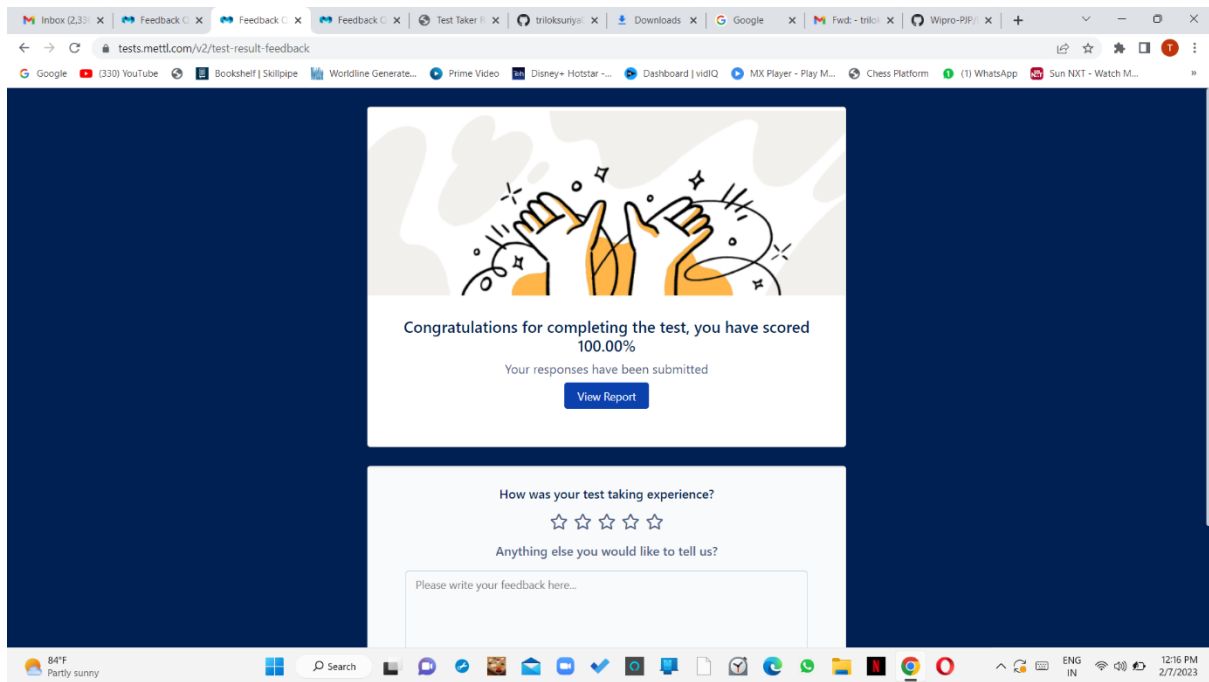 Inbox (2,33
Feedback C
Feedback C
Feedback C
Test Taker R
triloksuriya
Downloads
Google
Fwd: - trilok
Wipro-PJP/
tests.mettl.com/v2/test-result-feedback
Google
(330) YouTube
Bookshelf | Skillpipe
Worldline Generate...
Prime Video
Disney+ Hotstar -...
Dashboard | vidIQ
MX Player - Play M...
Chess Platform
(1) WhatsApp
Sun NXT - Watch M...
Congratulations for completing the test, you have scored
100.00%
Your responses have been submitted
View Report
How was your test taking experience?
Anything else you would like to tell us?
Please write your feedback here...
84°F
Partly sunny
Search
ENG
IN
12:16 PM
2/7/2023